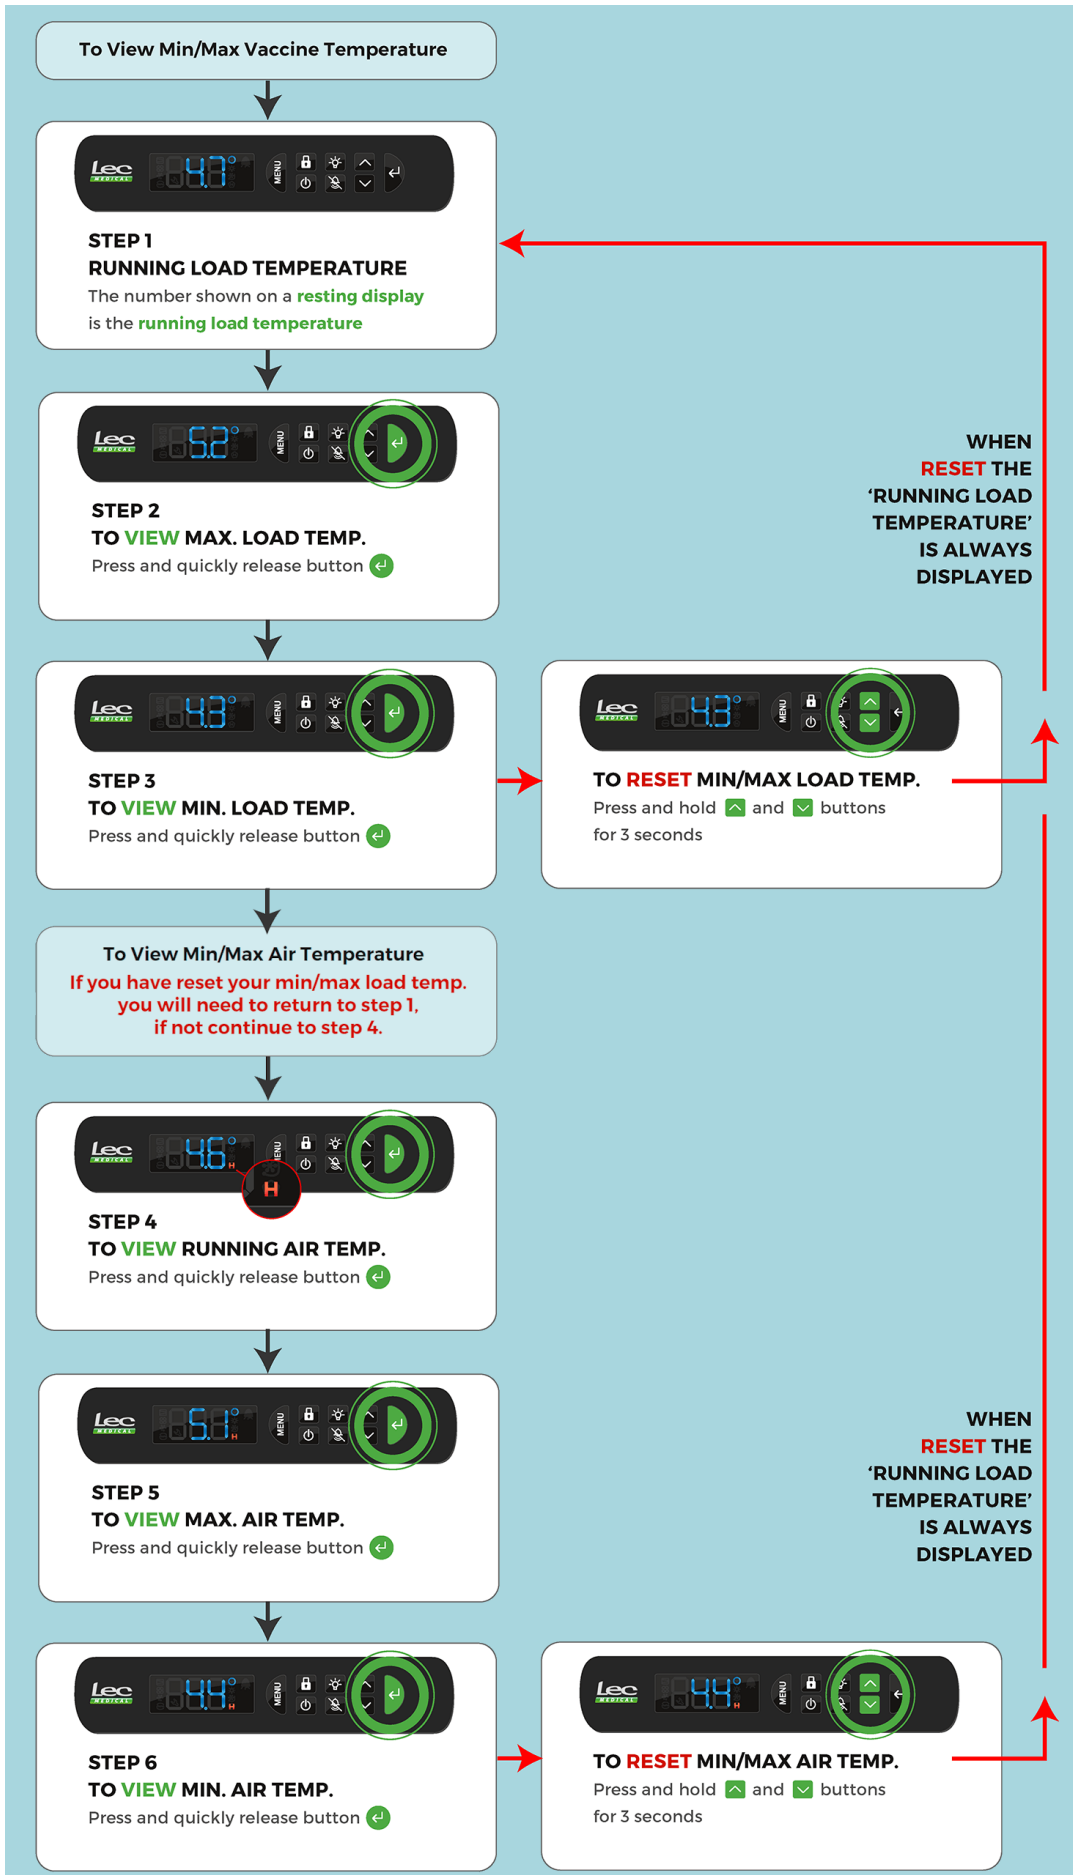 To View Min/Max Vaccine Temperature
Lec
MEDICAL
4.7°
MENU
STEP 1
RUNNING LOAD TEMPERATURE
The number shown on a resting display
is the running load temperature
Lec
MEDICAL
5.2°
MENU
STEP 2
TO VIEW MAX. LOAD TEMP.
Press and quickly release button
WHEN
RESET THE
‘RUNNING LOAD
TEMPERATURE’
IS ALWAYS
DISPLAYED
Lec
MEDICAL
4.3°
MENU
STEP 3
TO VIEW MIN. LOAD TEMP.
Press and quickly release button
Lec
MEDICAL
4.3°
MENU
TO RESET MIN/MAX LOAD TEMP.
Press and hold and buttons
for 3 seconds
To View Min/Max Air Temperature
If you have reset your min/max load temp.
you will need to return to step 1,
if not continue to step 4.
Lec
MEDICAL
4.6°
H
MENU
H
STEP 4
TO VIEW RUNNING AIR TEMP.
Press and quickly release button
Lec
MEDICAL
5.1°
H
MENU
STEP 5
TO VIEW MAX. AIR TEMP.
Press and quickly release button
WHEN
RESET THE
‘RUNNING LOAD
TEMPERATURE’
IS ALWAYS
DISPLAYED
Lec
MEDICAL
4.4°
H
MENU
STEP 6
TO VIEW MIN. AIR TEMP.
Press and quickly release button
Lec
MEDICAL
4.4°
H
MENU
TO RESET MIN/MAX AIR TEMP.
Press and hold and buttons
for 3 seconds